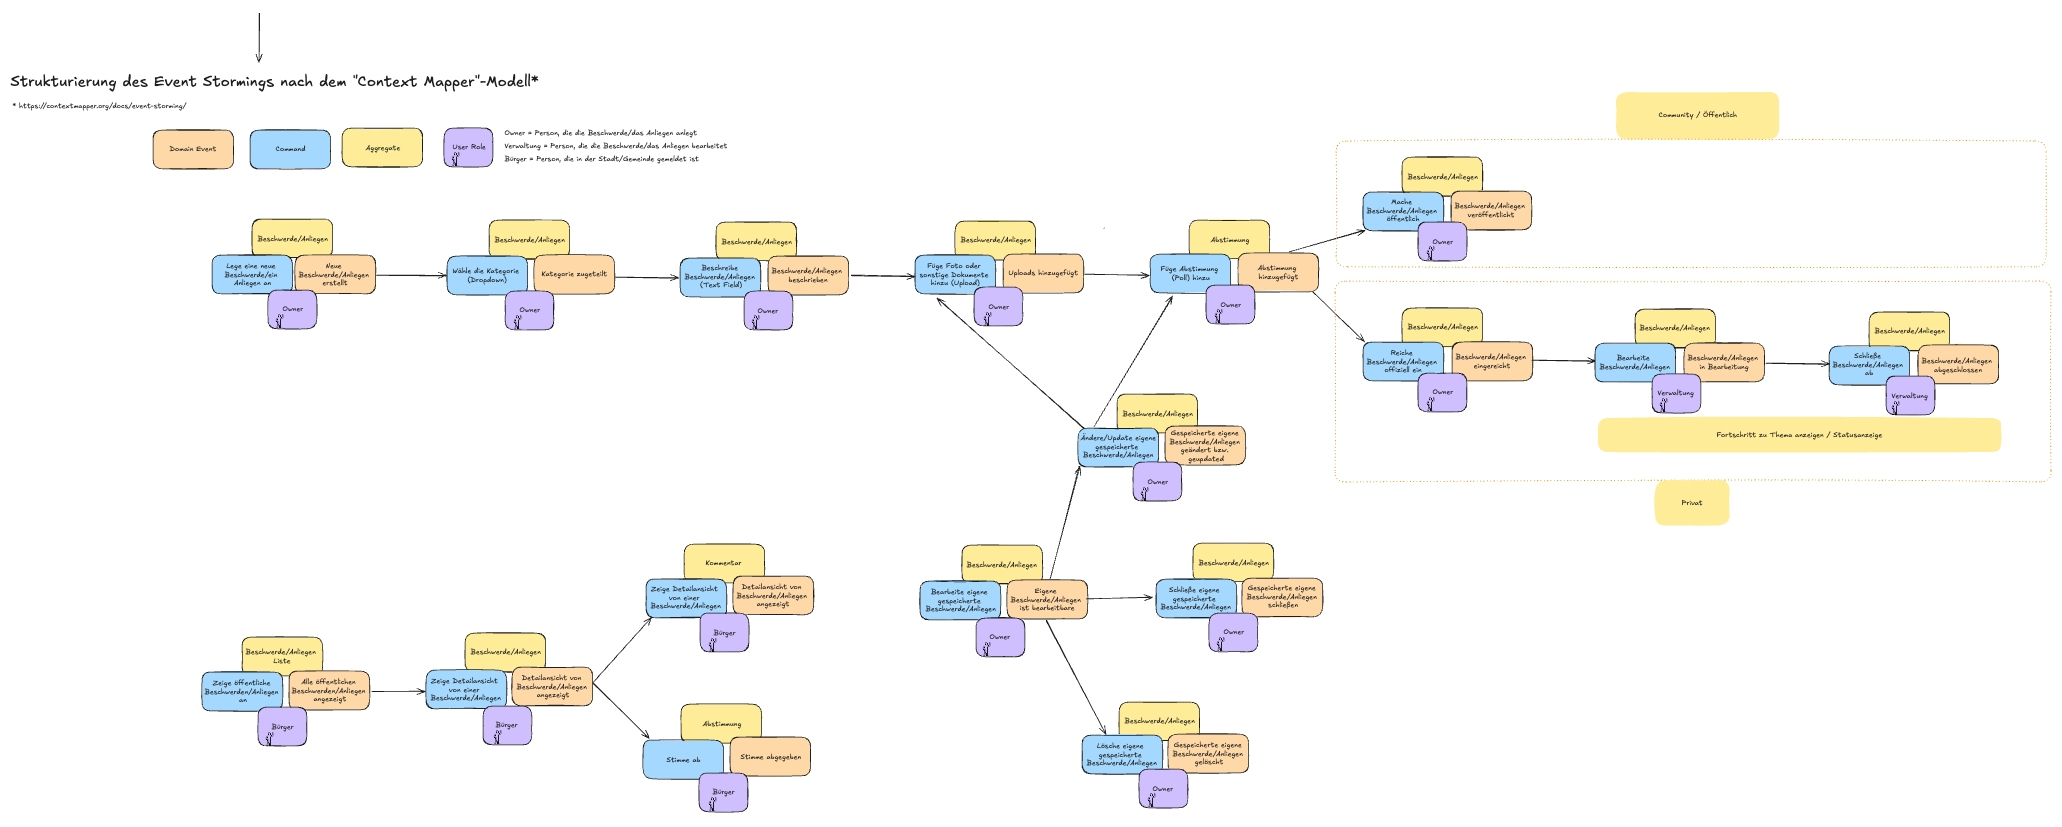 Strukturierung des Event Stormings nach dem "Context Mapper"-Modell*
* https://contextmapper.org/docs/event-storming/
Domain Event
Command
Aggregate
User Role
Owner = Person, die die Beschwerde/das Anliegen anlegt
Verwaltung = Person, die die Beschwerde/das Anliegen bearbeitet
Bürger = Person, die in der Stadt/Gemeinde gemeldet ist
Community / Öffentlich
Beschwerde/Anliegen
Mache
Beschwerde/Anliegen
öffentlich
Beschwerde/Anliegen
veröffentlicht
Owner
Beschwerde/Anliegen
Lege eine neue
Beschwerde/ein
Anliegen an
Neue
Beschwerde/Anliegen
erstellt
Owner
Beschwerde/Anliegen
Wähle die Kategorie
(Dropdown)
Kategorie zugeteilt
Owner
Beschwerde/Anliegen
Beschreibe
Beschwerde/Anliegen
(Text Field)
Beschwerde/Anliegen
beschrieben
Owner
Beschwerde/Anliegen
Füge Foto oder
sonstige Dokumente
hinzu (Upload)
Uploads hinzugefügt
Owner
Abstimmung
Füge Abstimmung
(Poll) hinzu
Abstimmung
hinzugefügt
Owner
Beschwerde/Anliegen
Reiche
Beschwerde/Anliegen
offiziell ein
Beschwerde/Anliegen
eingereicht
Owner
Beschwerde/Anliegen
Bearbeite
Beschwerde/Anliegen
Beschwerde/Anliegen
in Bearbeitung
Verwaltung
Beschwerde/Anliegen
Schließe
Beschwerde/Anliegen
ab
Beschwerde/Anliegen
abgeschlossen
Verwaltung
Fortschritt zu Thema anzeigen / Statusanzeige
Privat
Beschwerde/Anliegen
Ändere/Update eigene
gespeicherte
Beschwerde/Anliegen
Gespeicherte eigene
Beschwerde/Anliegen
geändert bzw.
geupdated
Owner
Beschwerde/Anliegen
Bearbeite eigene
gespeicherte
Beschwerde/Anliegen
Eigene
Beschwerde/Anliegen
ist bearbeitbare
Owner
Beschwerde/Anliegen
Schließe eigene
gespeicherte
Beschwerde/Anliegen
Gespeicherte eigene
Beschwerde/Anliegen
schließen
Owner
Beschwerde/Anliegen
Lösche eigene
gespeicherte
Beschwerde/Anliegen
Gespeicherte eigene
Beschwerde/Anliegen
gelöscht
Owner
Beschwerde/Anliegen
Liste
Zeige öffentliche
Beschwerden/Anliegen
an
Alle öffentlichen
Beschwerden/Anliegen
angezeigt
Bürger
Beschwerde/Anliegen
Zeige Detailansicht
von einer
Beschwerde/Anliegen
Detailansicht von
Beschwerde/Anliegen
angezeigt
Bürger
Kommentar
Zeige Detailansicht
von einer
Beschwerde/Anliegen
Detailansicht von
Beschwerde/Anliegen
angezeigt
Bürger
Abstimmung
Stimme ab
Stimme abgegeben
Bürger